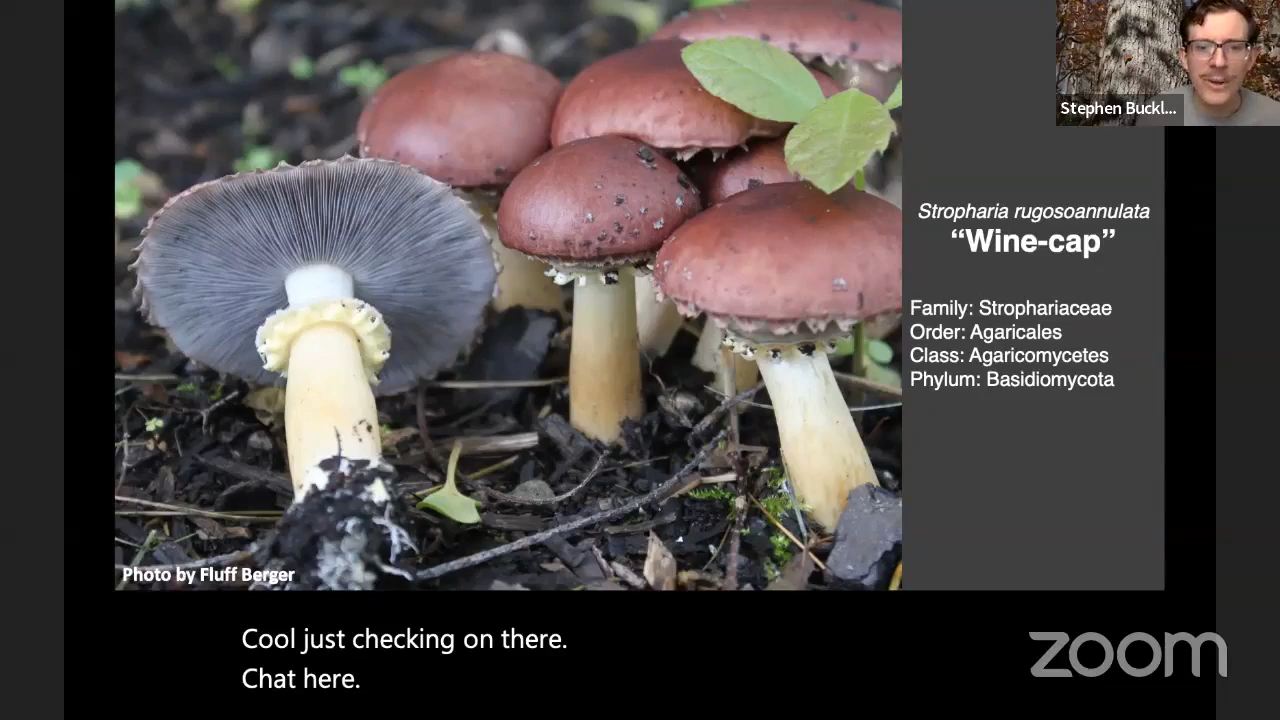 Stephen Buckl...
Stropharia rugosoannulata
“Wine-cap”
Family: Strophariaceae
Order: Agaricales
Class: Agaricomycetes
Phylum: Basidiomycota
Photo by Fluff Berger
Cool just checking on there.
Chat here.
zoom